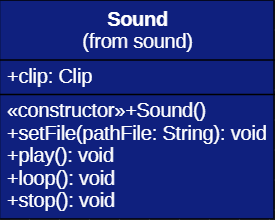 Sound
(from sound)
+clip: Clip
«constructor»+Sound()
+setFile(pathFile: String): void
+play(): void
+loop(): void
+stop(): void